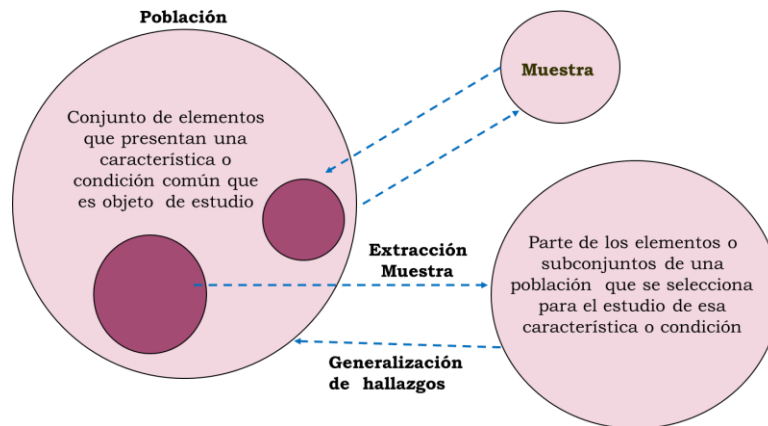 Población
Conjunto de elementos
que presentan una
característica o
condición común que
es objeto de estudio
Muestra
Extracción
Muestra
Parte de los elementos o
subconjuntos de una
población que se selecciona
para el estudio de esa
característica o condición
Generalización
de hallazgos